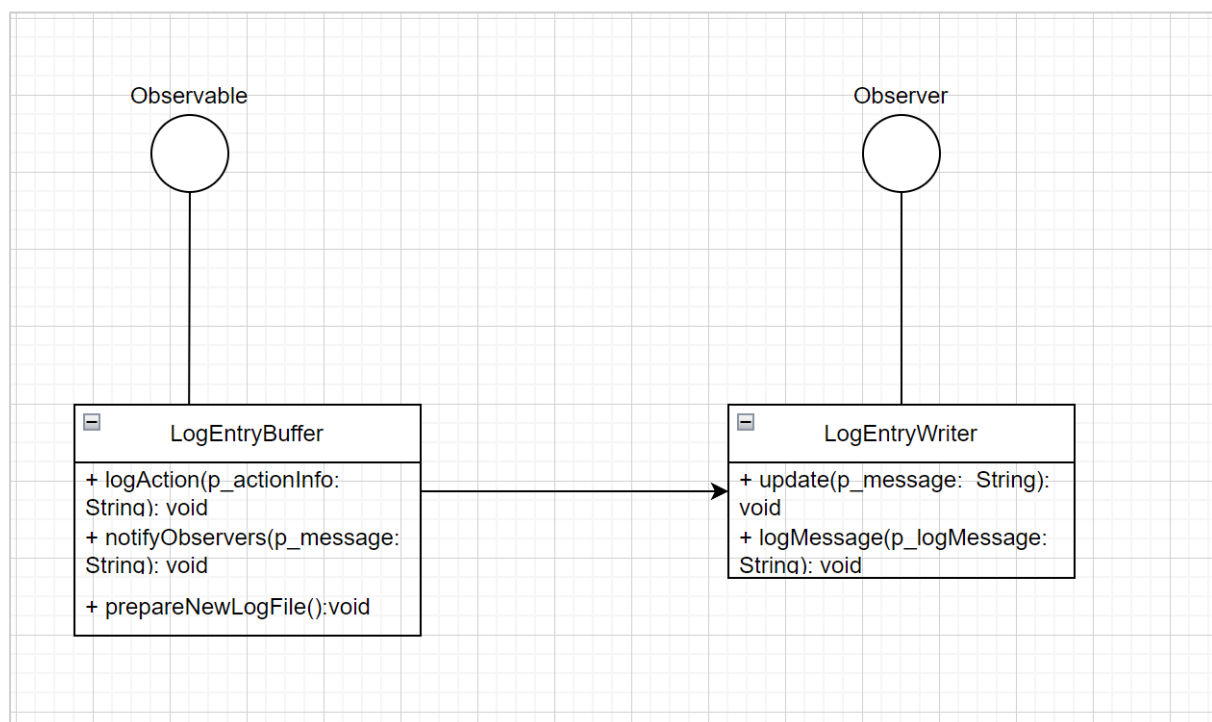 Observable
Observer
LogEntryBuffer
+ logAction(p_actionInfo:
String): void
+ notifyObservers(p_message:
String): void
+ prepareNewLogFile():void
LogEntryWriter
+ update(p_message:  String):
void
+ logMessage(p_logMessage:
String): void